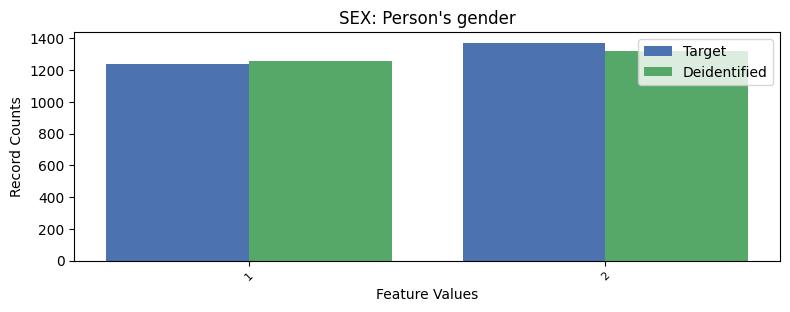 SEX: Person's gender
Target
Deidentified
Record Counts
1400
1200
1000
800
600
400
200
0
1
2
Feature Values